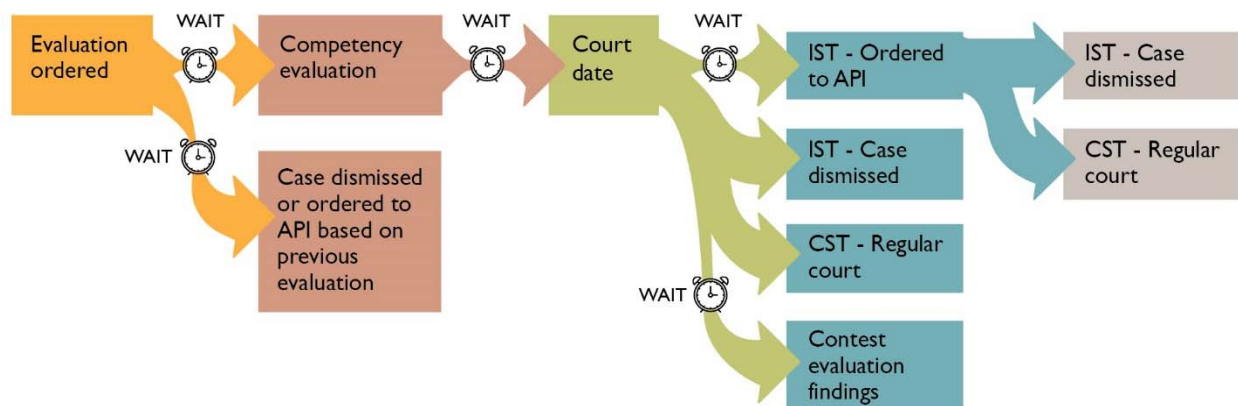 WAIT
WAIT
WAIT
Evaluation
ordered
Competency
evaluation
Court
date
IST - Ordered
to API
IST - Case
dismissed
WAIT
Case dismissed
or ordered to
API based on
previous
evaluation
IST - Case
dismissed
CST - Regular
court
CST - Regular
court
WAIT
Contest
evaluation
findings